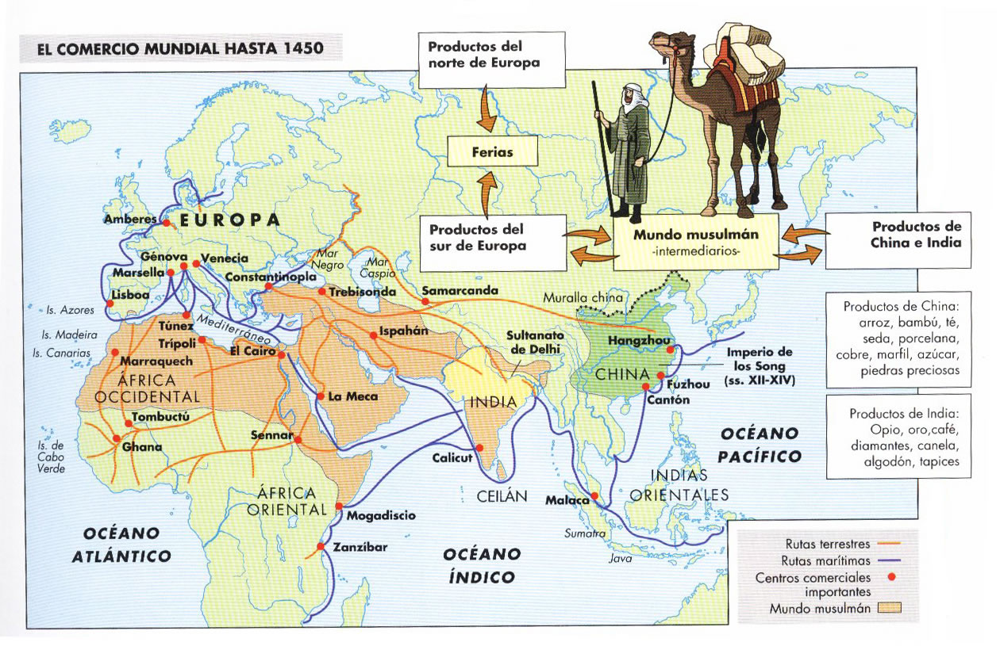 EL COMERCIO MUNDIAL HASTA 1450
Productos del
norte de Europa
Ferias
Productos del
sur de Europa
Mundo musulmán
-intermediarios-
Productos de
China e India
Productos de China:
arroz, bambú, té,
seda, porcelana,
cobre, marfil, azúcar,
piedras preciosas
Productos de India:
Opio, oro,café,
diamantes, canela,
algodón, tapices
Amberes
EUROPA
Génova
Venecia
Marsella
Lisboa
Constantinopla
Mar
Negro
Mar
Caspio
Trebisonda
Samarcanda
Muralla china
Is. Azores
Is. Madeira
Is. Canarias
Túnez
Mediterráneo
Trípoli
El Cairo
Ispahán
Sultanato
de Delhi
Hangzhou
Imperio de
los Song
(ss. XII-XIV)
Marraquech
ÁFRICA
OCCIDENTAL
La Meca
INDIA
CHINA
Fuzhou
Cantón
Tombuctú
Ghana
Sennar
Is. de
Cabo
Verde
Calicut
OCÉANO
PACÍFICO
ÁFRICA
ORIENTAL
CEILÁN
Malaca
INDIAS
ORIENTALES
Mogadiscio
Zanzíbar
Sumatra
Java
OCÉANO
ATLÁNTICO
OCÉANO
ÍNDICO
Rutas terrestres
Rutas marítimas
Centros comerciales
importantes
Mundo musulmán